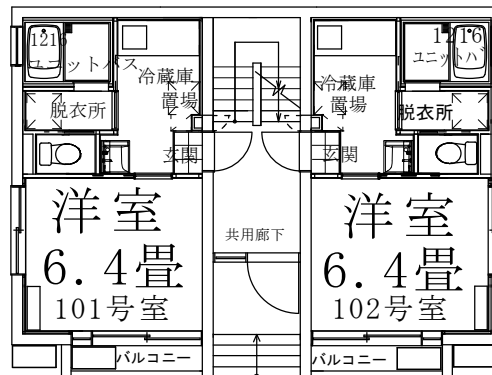 1216
ユニットバス
冷蔵庫
置場
脱衣所
玄関
洋室
6.4畳
101号室
バルコニー
共用廊下
1216
ユニットバ
冷蔵庫
置場
脱衣所
玄関
洋室
6.4畳
102号室
バルコニー